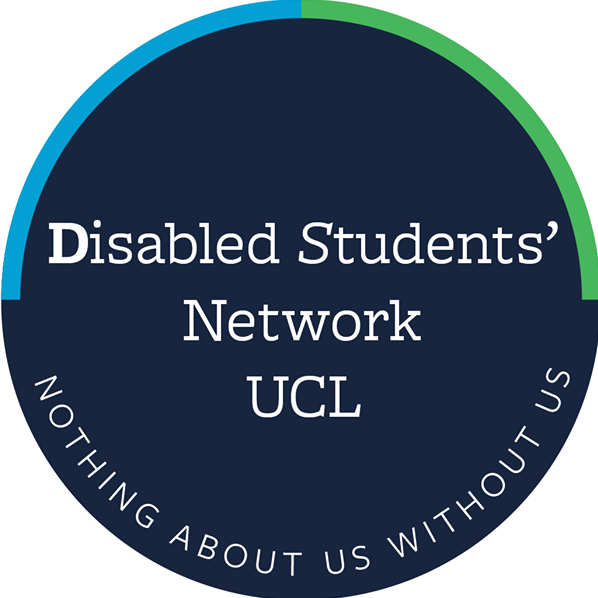 Disabled Students’
Network
UCL
NOTHING ABOUT US WITHOUT US